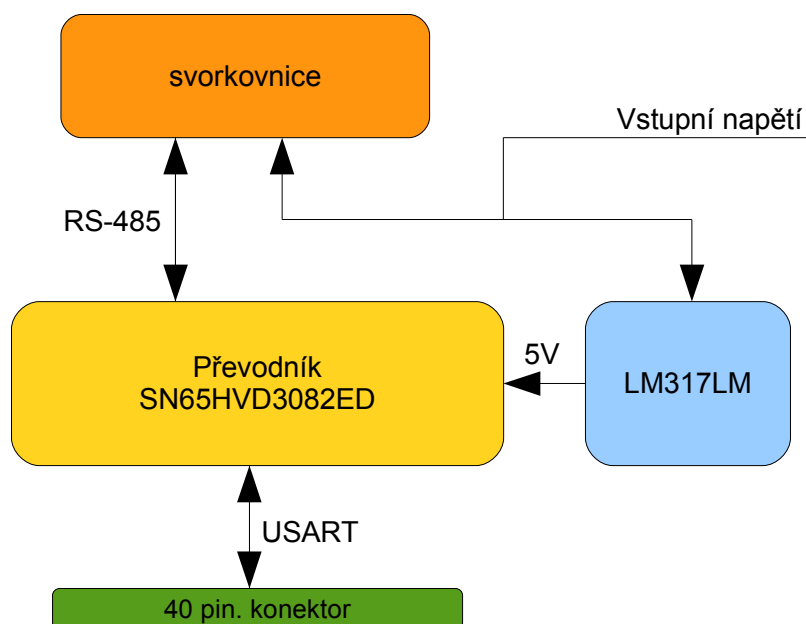 svorkovnice
Vstupní napětí
RS-485
Převodník
SN65HVD3082ED
5V
LM317LM
USART
40 pin. konektor